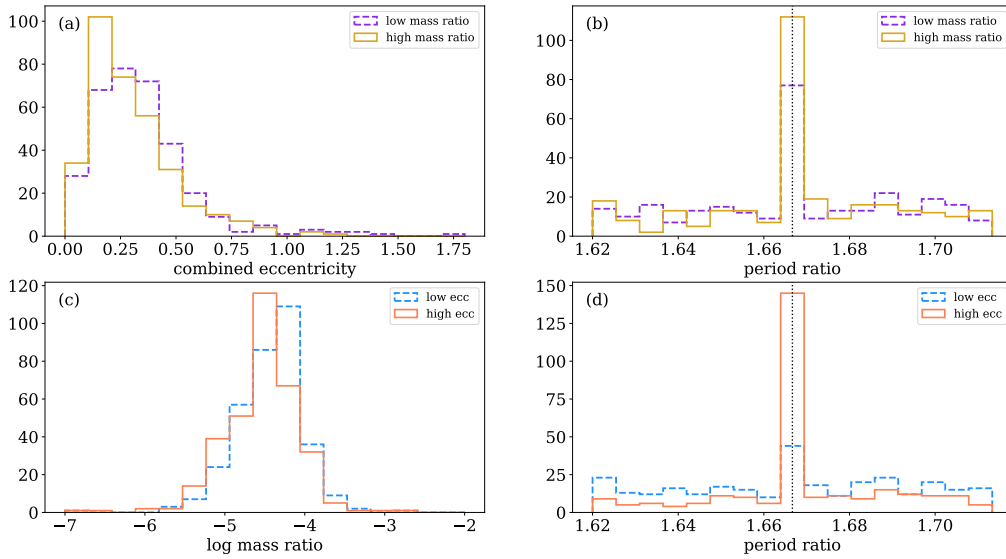 (a)
low mass ratio
high mass ratio
100
80
60
40
20
0
0.00 0.25 0.50 0.75 1.00 1.25 1.50 1.75
combined eccentricity
(b)
low mass ratio
high mass ratio
100
80
60
40
20
0
1.62 1.64 1.66 1.68 1.70
period ratio
(c)
low ecc
high ecc
120
100
80
60
40
20
0
−7 −6 −5 −4 −3 −2
log mass ratio
(d)
low ecc
high ecc
150
125
100
75
50
25
0
1.62 1.64 1.66 1.68 1.70
period ratio